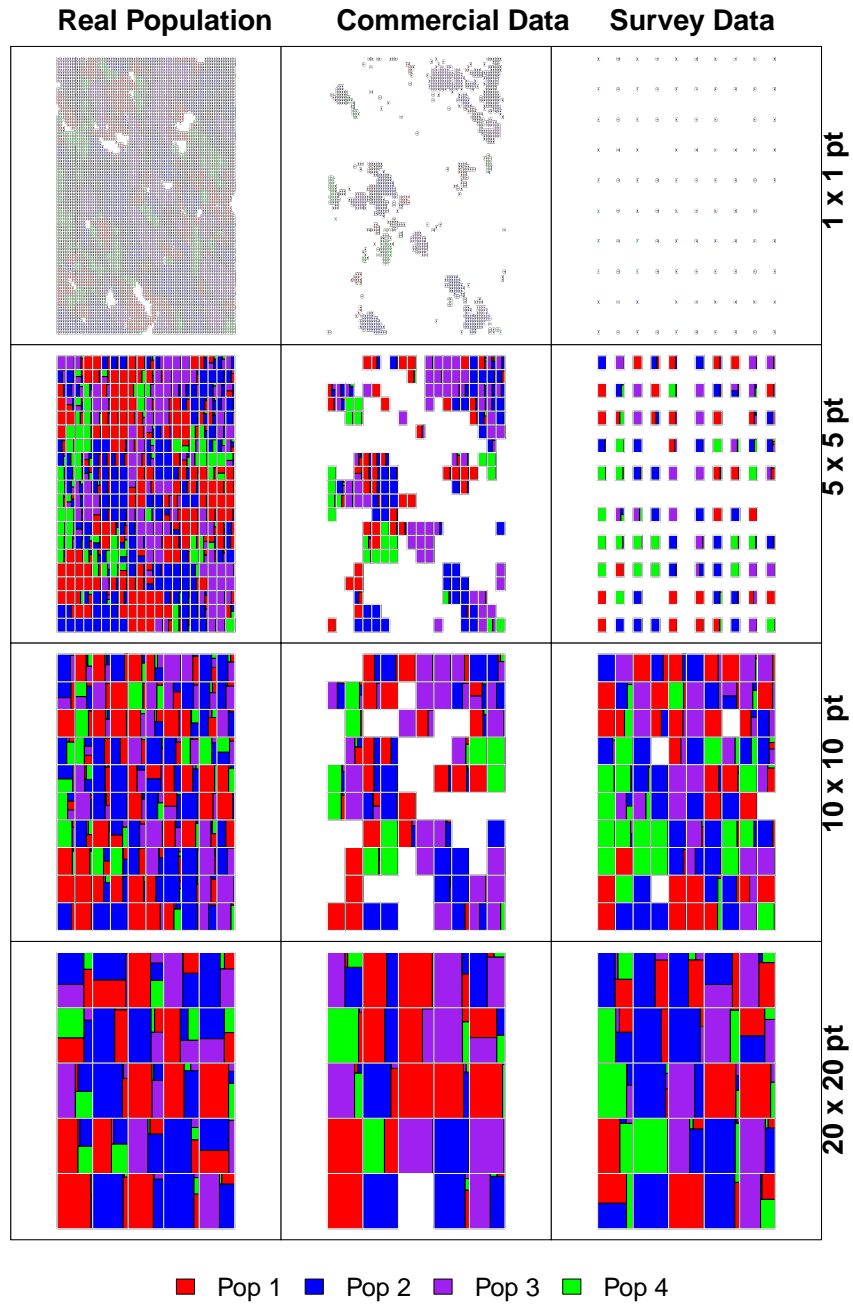 Real Population Commercial Data Survey Data
1 x 1 pt
5 x 5 pt
10 x 10 pt
20 x 20 pt
Pop 1 Pop 2 Pop 3 Pop 4